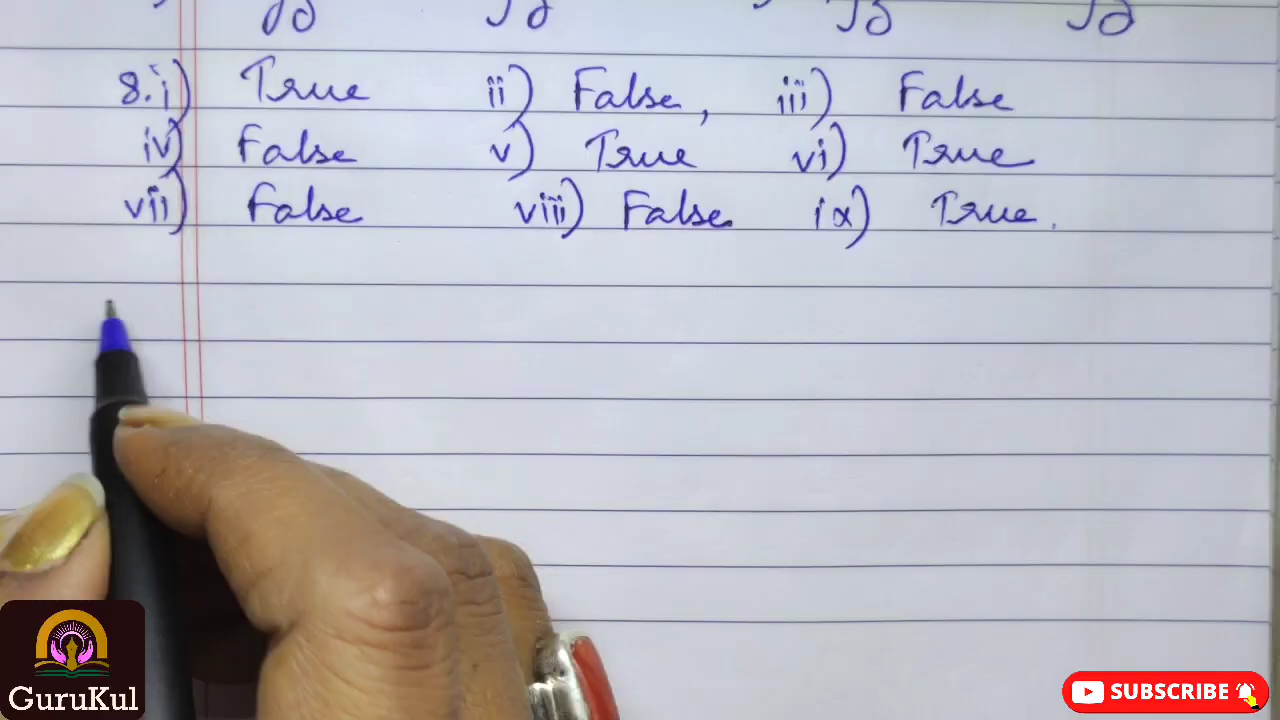 8.i) True ii) False, iii) False
iv) False v) True vi) True
vii) False viii) False ix) True.
GuruKul
SUBSCRIBE